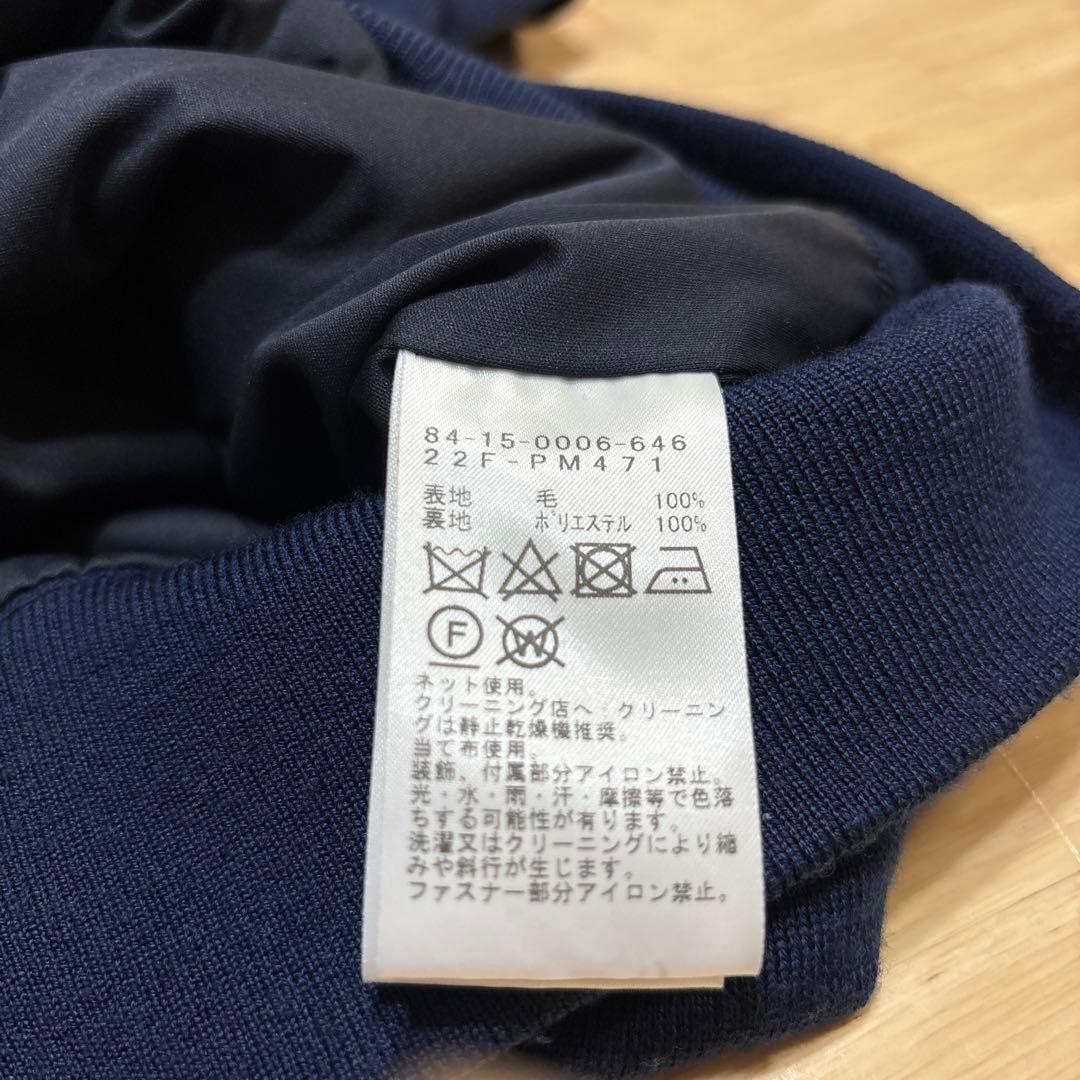 84-15-0006-646
22F-PM471
表地 毛 100%
裏地 ポリエステル 100%
F W
ネット使用。
クリーニング店へ クリーニン
グは静止乾燥機推奨。
当て布使用。
装飾、付属部分アイロン禁止。
光・水・雨・汗・摩擦等で色落
ちする可能性が有ります。
洗濯又はクリーニングにより縮
みや斜行が生じます。
ファスナー部分アイロン禁止。